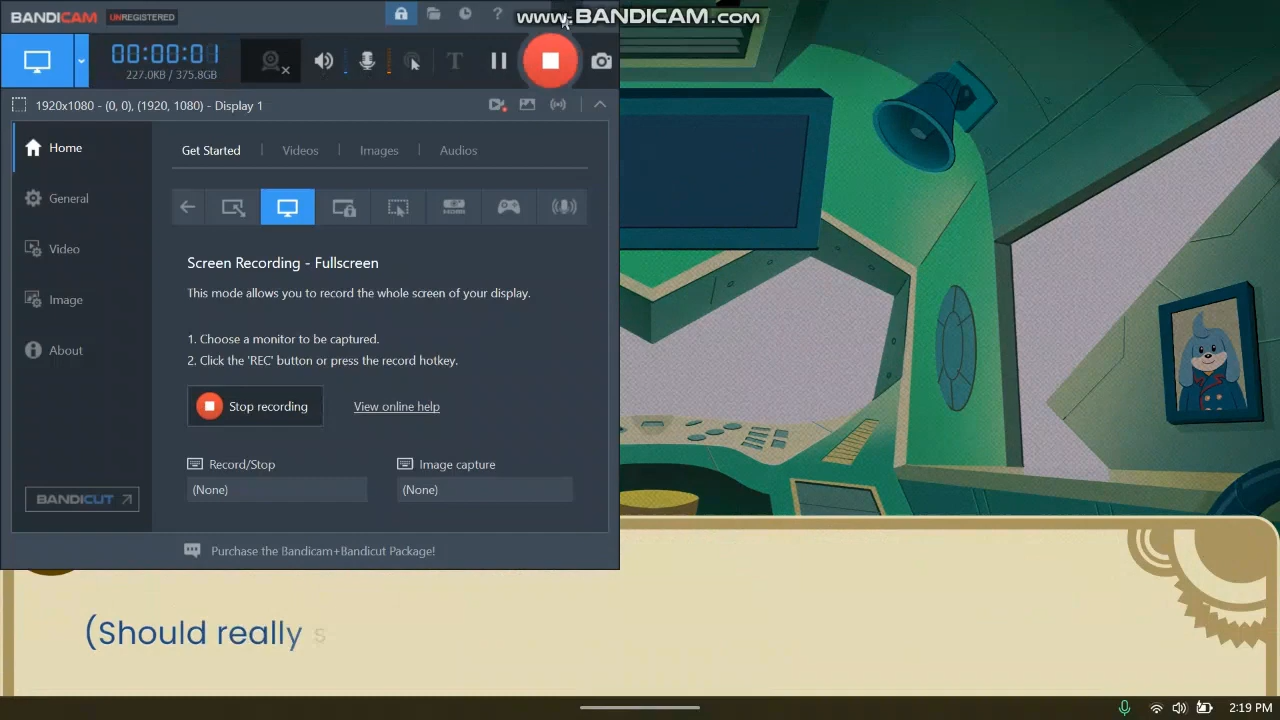 BANDICAM UNREGISTERED
?
www.BANDICAM.com
00:00:01
227.0KB / 375.8GB
T
1920x1080 - (0, 0), (1920, 1080) - Display 1
Home
General
Video
Image
About
BANDICUT
Get Started | Videos | Images | Audios
HDMI
Screen Recording - Fullscreen
This mode allows you to record the whole screen of your display.
1. Choose a monitor to be captured.
2. Click the 'REC' button or press the record hotkey.
Stop recording
View online help
Record/Stop
(None)
Image capture
(None)
Purchase the Bandicam+Bandicut Package!
(Should really s
2:19 PM